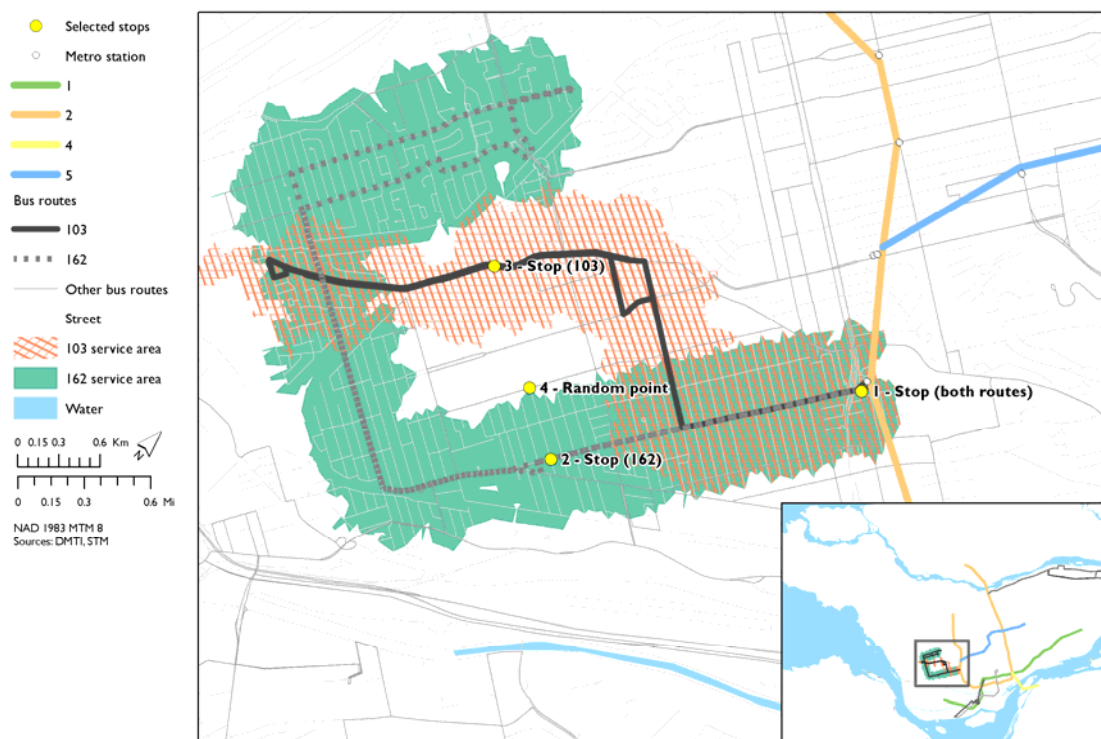 Selected stops
Metro station
1
2
4
5
Bus routes
103
162
Other bus routes
Street
103 service area
162 service area
Water
0 0.15 0.3 0.6 Km
N
0 0.15 0.3 0.6 Mi
NAD 1983 MTM 8
Sources: DMTI, STM
3 - Stop (103)
4 - Random point
1 - Stop (both routes)
2 - Stop (162)